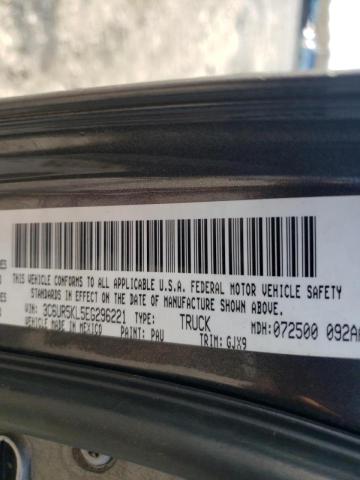 THIS VEHICLE CONFORMS TO ALL APPLICABLE U.S.A. FEDERAL MOTOR VEHICLE SAFETY
STANDARDS IN EFFECT ON THE DATE OF MANUFACTURE SHOWN ABOVE.
VIN: 3C6UR5KL5EG296221 TYPE: TRUCK MDH: 072500 092A
MADE IN MEXICO PAINT: PAU TRIM: GJX9